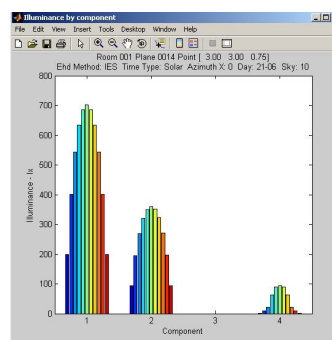 Illuminance by component
File Edit View Insert Tools Desktop Window Help
Room 001 Plane 0014 Point [ 3.00 3.00 0.75]
Ehd Method: IES Time Type: Solar Azimuth X: 0 Day: 21-06 Sky: 10
800
700
600
500
400
300
200
100
0
Illuminance - lx
1 2 3 4
Component